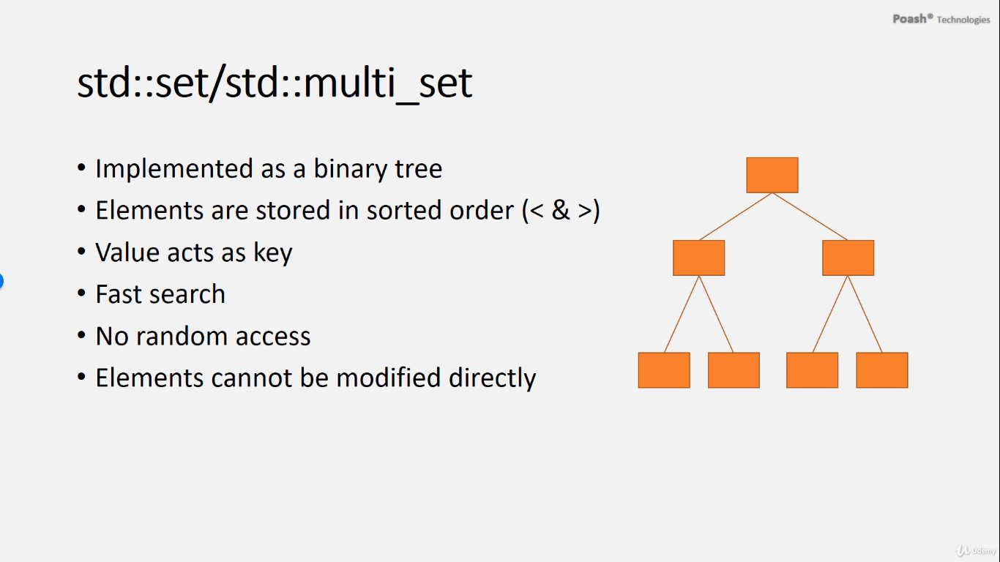 Poash® Technologies
std::set/std::multi_set
• Implemented as a binary tree
• Elements are stored in sorted order (< & >)
• Value acts as key
• Fast search
• No random access
• Elements cannot be modified directly
Udemy